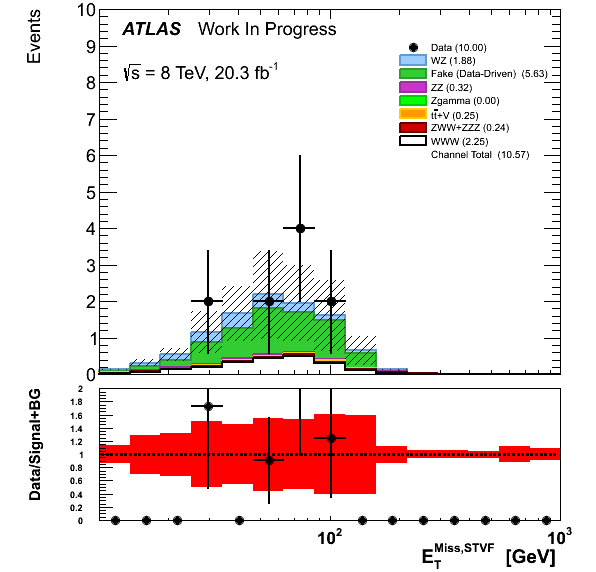 Events
10
9
8
7
6
5
4
3
2
1
0
ATLAS Work In Progress
√s = 8 TeV, 20.3 fb⁻¹
Data (10.00)
WZ (1.88)
Fake (Data-Driven) (5.63)
ZZ (0.32)
Zgamma (0.00)
tt̄+V (0.25)
ZWW+ZZZ (0.24)
WWW (2.25)
Channel Total (10.57)
Data/Signal+BG
2
1.8
1.6
1.4
1.2
1
0.8
0.6
0.4
0.2
0
10²
10³
E_T^Miss,STVF [GeV]